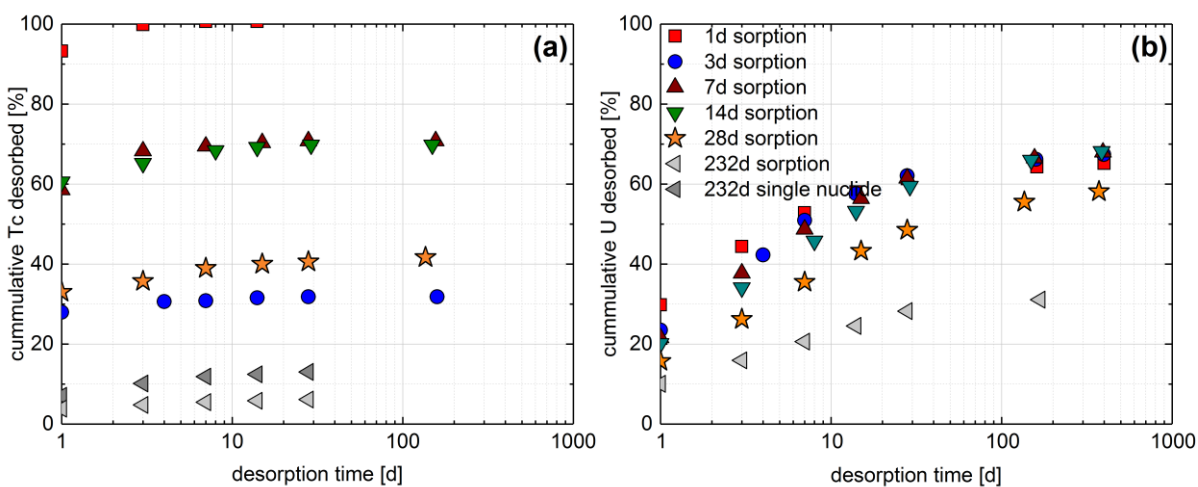 100
80
60
40
20
0
1
10
100
1000
cummulative Tc desorbed [%]
desorption time [d]
(a)
100
80
60
40
20
0
1
10
100
1000
cummulative U desorbed [%]
desorption time [d]
(b)
1d sorption
3d sorption
7d sorption
14d sorption
28d sorption
232d sorption
232d single nuclide